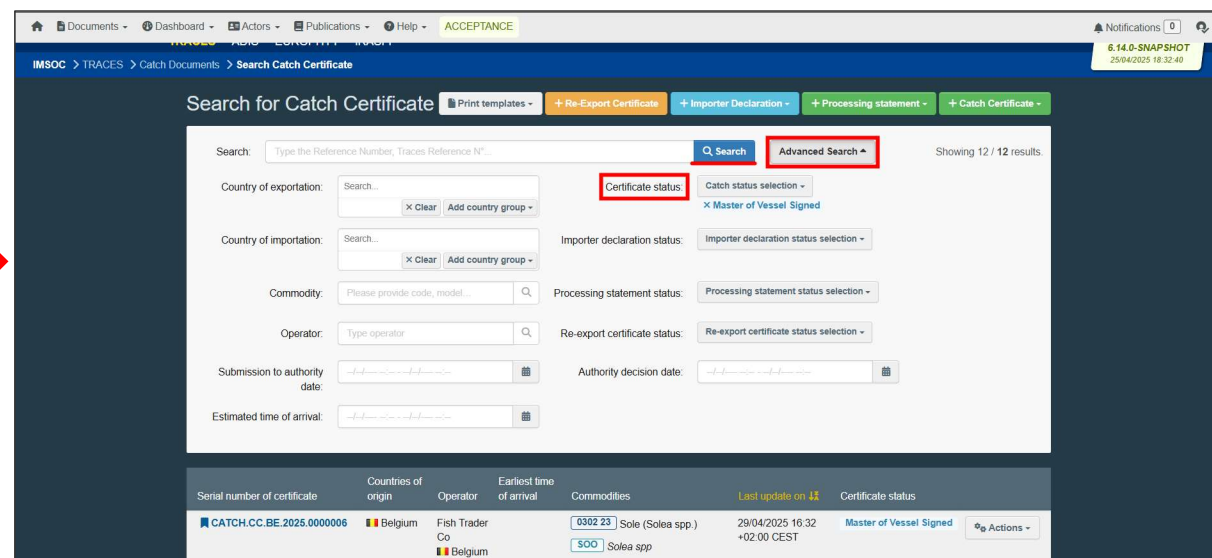 Documents Dashboard Actors Publications Help ACCEPTANCE Notifications 0
6.14.0-SNAPSHOT
25/04/2025 18:32:40
IMSOC > TRACES > Catch Documents > Search Catch Certificate
Search for Catch Certificate Print templates + Re-Export Certificate + Importer Declaration + Processing statement + Catch Certificate
Search: Type the Reference Number, Traces Reference N°... Search Advanced Search Showing 12 / 12 results.
Country of exportation: Search... Certificate status: Catch status selection
× Clear Add country group × Master of Vessel Signed
Country of importation: Search... Importer declaration status: Importer declaration status selection
× Clear Add country group
Commodity: Please provide code, model... Processing statement status: Processing statement status selection
Operator: Type operator Re-export certificate status: Re-export certificate status selection
Submission to authority date: Authority decision date:
Estimated time of arrival:
Serial number of certificate Countries of origin Operator Earliest time of arrival Commodities Last update on Certificate status
CATCH.CC.BE.2025.0000006 Belgium Fish Trader Co Belgium 0302 23 Sole (Solea spp.) 29/04/2025 16:32 +02:00 CEST Master of Vessel Signed Actions
SOO Solea spp